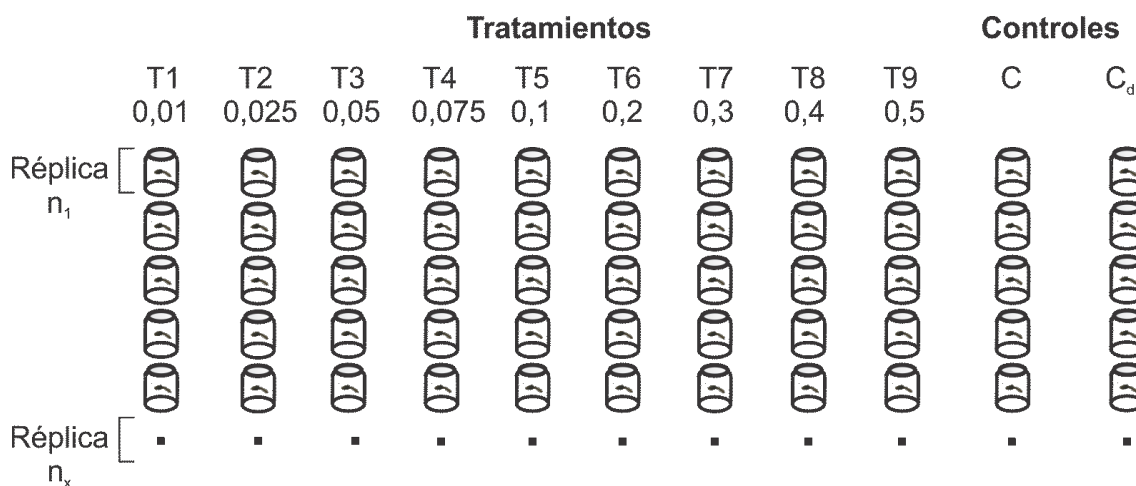 Tratamientos Controles
T1 T2 T3 T4 T5 T6 T7 T8 T9 C Cd
0,01 0,025 0,05 0,075 0,1 0,2 0,3 0,4 0,5
Réplica
n1
Réplica
nx